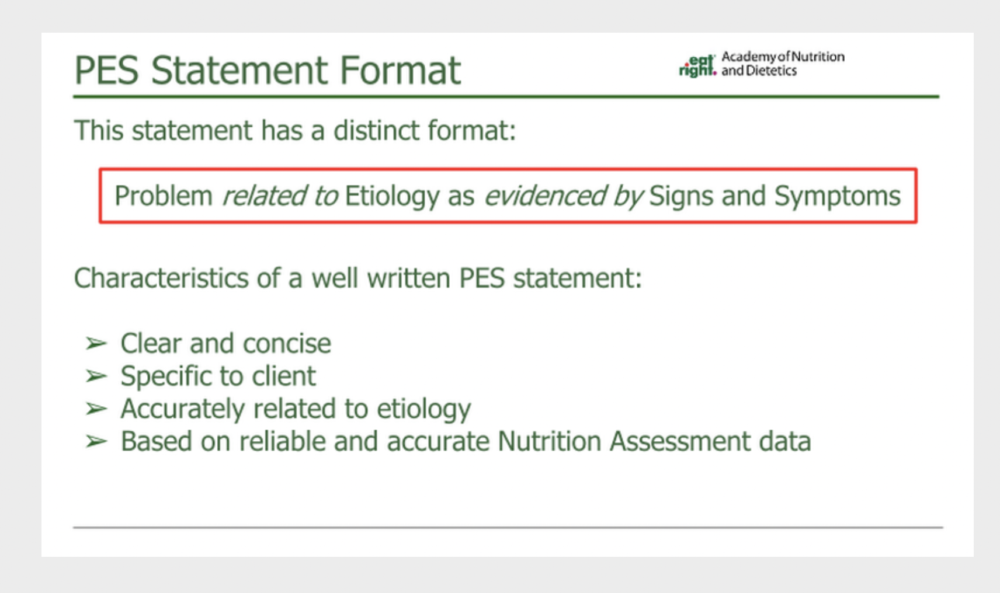 PES Statement Format
eat right. Academy of Nutrition
and Dietetics
This statement has a distinct format:
Problem related to Etiology as evidenced by Signs and Symptoms
Characteristics of a well written PES statement:
➢ Clear and concise
➢ Specific to client
➢ Accurately related to etiology
➢ Based on reliable and accurate Nutrition Assessment data